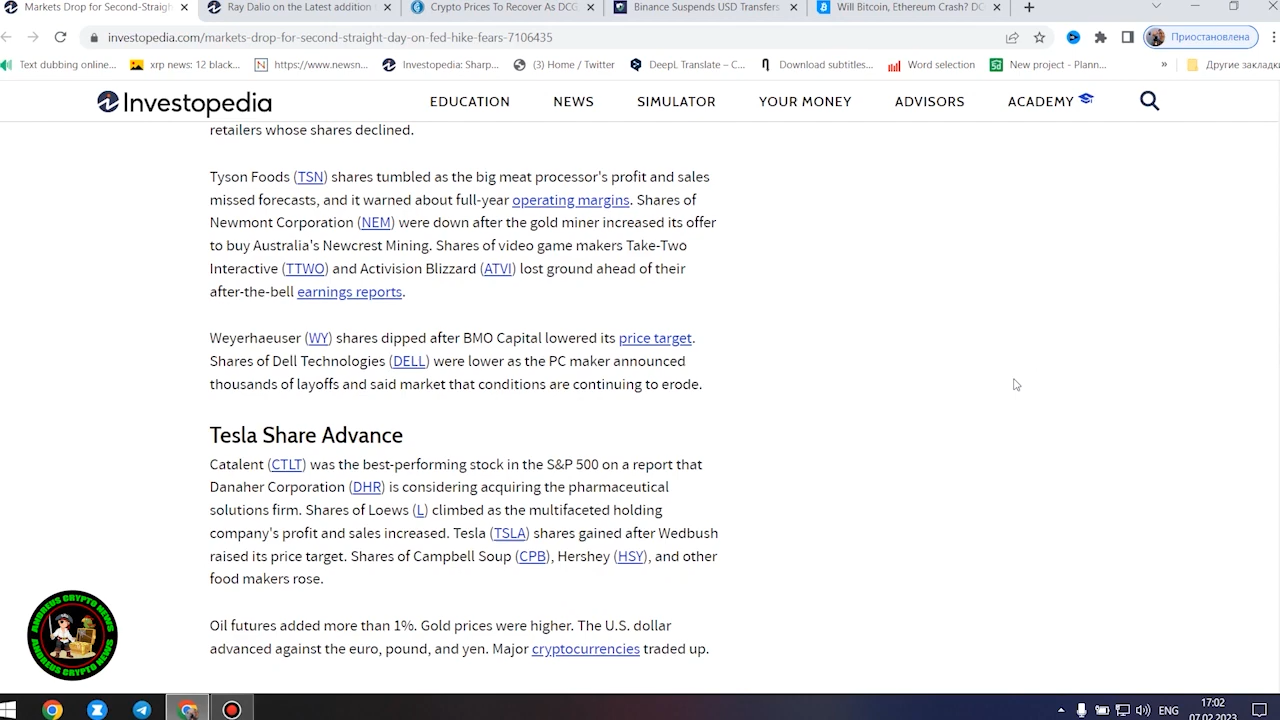 Markets Drop for Second-Straigh
Ray Dalio on the Latest addition
Crypto Prices To Recover As DCG
Binance Suspends USD Transfers
Will Bitcoin, Ethereum Crash? DC
investopedia.com/markets-drop-for-second-straight-day-on-fed-hike-fears-7106435
Приостановлена
Text dubbing online...
xrp news: 12 black...
https://www.newsn...
Investopedia: Sharp...
(3) Home / Twitter
DeepL Translate – С...
Download subtitles...
Word selection
New project - Plann...
»
Другие закладки
Investopedia
EDUCATION
NEWS
SIMULATOR
YOUR MONEY
ADVISORS
ACADEMY
retailers whose shares declined.
Tyson Foods (TSN) shares tumbled as the big meat processor's profit and sales
missed forecasts, and it warned about full-year operating margins. Shares of
Newmont Corporation (NEM) were down after the gold miner increased its offer
to buy Australia's Newcrest Mining. Shares of video game makers Take-Two
Interactive (TTWO) and Activision Blizzard (ATVI) lost ground ahead of their
after-the-bell earnings reports.
Weyerhaeuser (WY) shares dipped after BMO Capital lowered its price target.
Shares of Dell Technologies (DELL) were lower as the PC maker announced
thousands of layoffs and said market that conditions are continuing to erode.
Tesla Share Advance
Catalent (CTLT) was the best-performing stock in the S&P 500 on a report that
Danaher Corporation (DHR) is considering acquiring the pharmaceutical
solutions firm. Shares of Loews (L) climbed as the multifaceted holding
company's profit and sales increased. Tesla (TSLA) shares gained after Wedbush
raised its price target. Shares of Campbell Soup (CPB), Hershey (HSY), and other
food makers rose.
Oil futures added more than 1%. Gold prices were higher. The U.S. dollar
advanced against the euro, pound, and yen. Major cryptocurrencies traded up.
ANDREUS CRYPTO NEWS
ANDREUS CRYPTO NEWS
ENG
17:02
07.02.2023